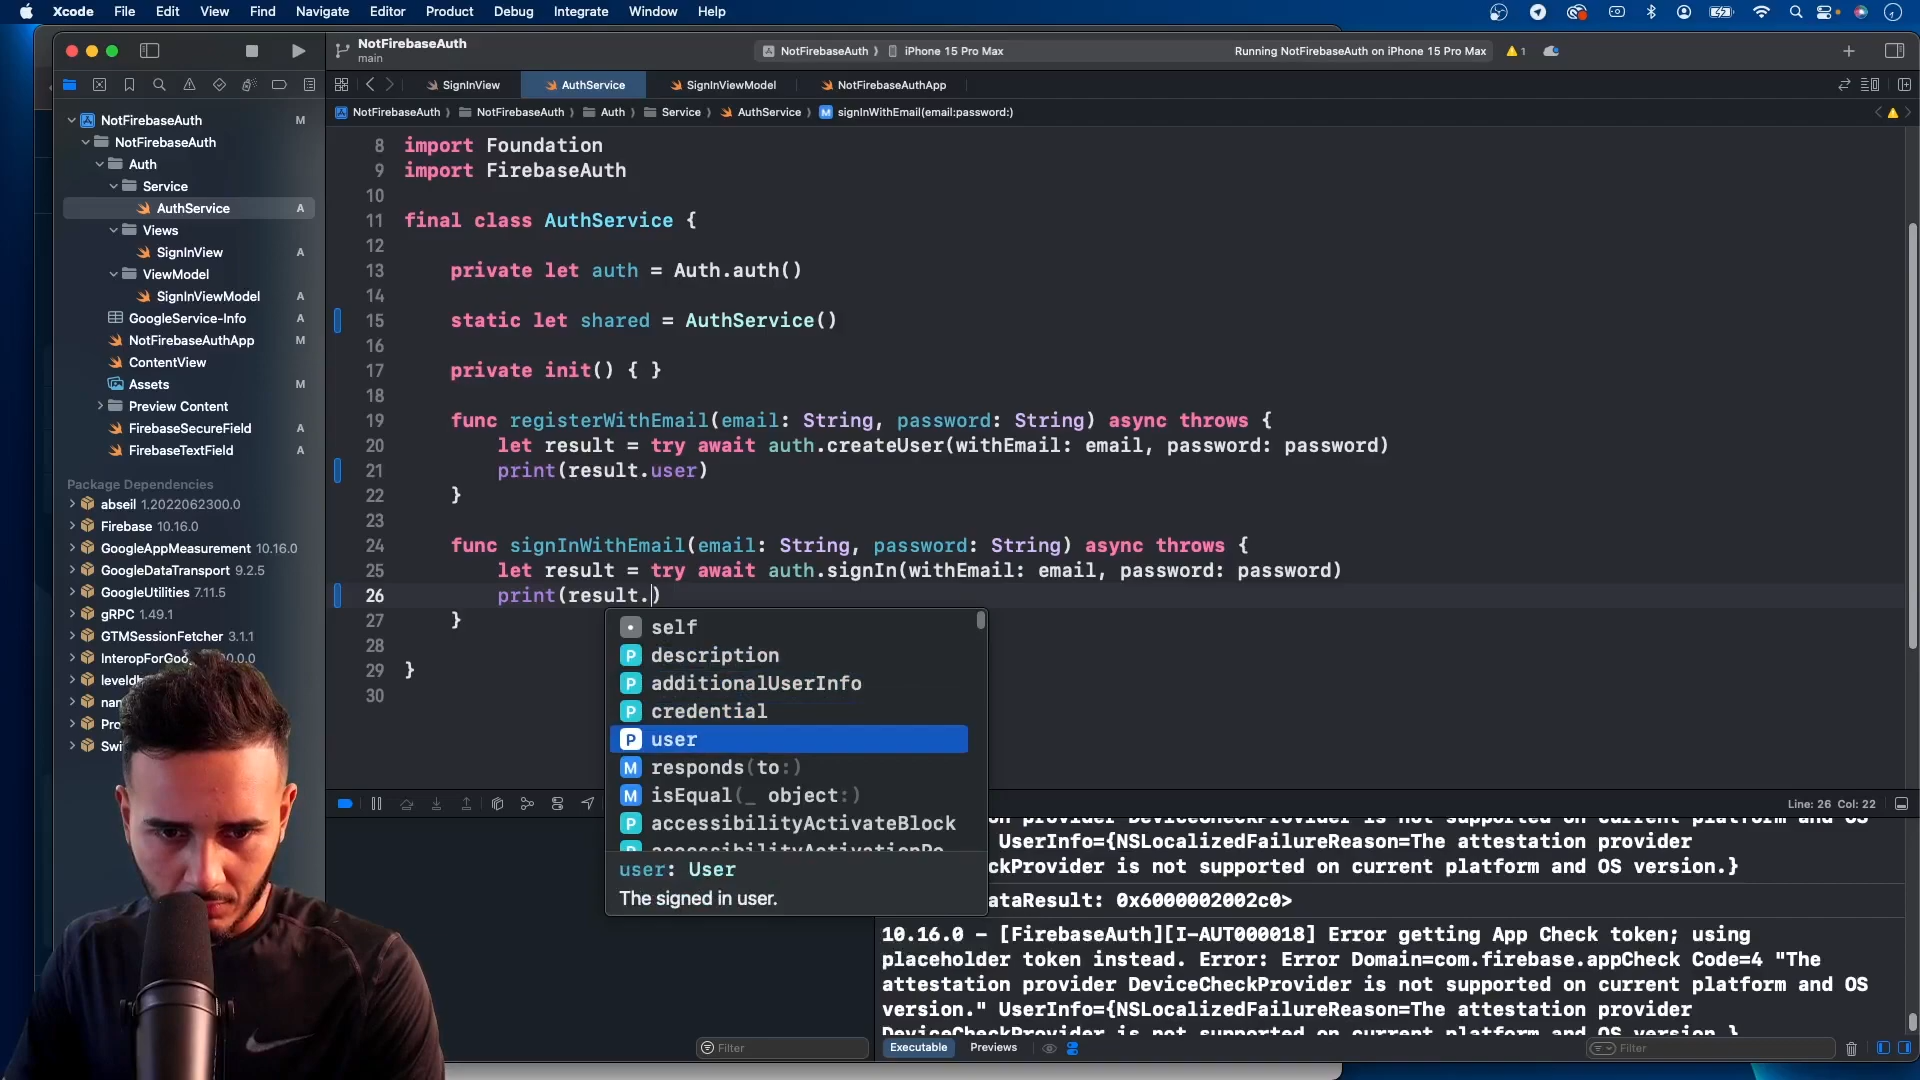 Xcode File Edit View Find Navigate Editor Product Debug Integrate Window Help
NotFirebaseAuth
main
NotFirebaseAuth iPhone 15 Pro Max
Running NotFirebaseAuth on iPhone 15 Pro Max 1
SignInView AuthService SignInViewModel NotFirebaseAuthApp
NotFirebaseAuth NotFirebaseAuth Auth Service AuthService M signInWithEmail(email:password:)
NotFirebaseAuth M
NotFirebaseAuth
Auth
Service
AuthService A
Views
SignInView A
ViewModel
SignInViewModel A
GoogleService-Info A
NotFirebaseAuthApp M
ContentView
Assets M
Preview Content
FirebaseSecureField A
FirebaseTextField A
Package Dependencies
abseil 1.2022062300.0
Firebase 10.16.0
GoogleAppMeasurement 10.16.0
GoogleDataTransport 9.2.5
GoogleUtilities 7.11.5
gRPC 1.49.1
GTMSessionFetcher 3.1.1
8 import Foundation
9 import FirebaseAuth
10
11 final class AuthService {
12
13 private let auth = Auth.auth()
14
15 static let shared = AuthService()
16
17 private init() { }
18
19 func registerWithEmail(email: String, password: String) async throws {
20 let result = try await auth.createUser(withEmail: email, password: password)
21 print(result.user)
22 }
23
24 func signInWithEmail(email: String, password: String) async throws {
25 let result = try await auth.signIn(withEmail: email, password: password)
26 print(result.)
27 }
28
29 }
30
self
P description
P additionalUserInfo
P credential
P user
M responds(to:)
M isEqual(_ object:)
P accessibilityActivateBlock
user: User
The signed in user.
Line: 26 Col: 22
UserInfo={NSLocalizedFailureReason=The attestation provider
ckProvider is not supported on current platform and OS version.}
ataResult: 0x6000002002c0>
10.16.0 - [FirebaseAuth][I-AUT000018] Error getting App Check token; using
placeholder token instead. Error: Error Domain=com.firebase.appCheck Code=4 "The
attestation provider DeviceCheckProvider is not supported on current platform and OS
version." UserInfo={NSLocalizedFailureReason=The attestation provider
DeviceCheckProvider is not supported on current platform and OS version.}
Filter
Executable Previews
Filter